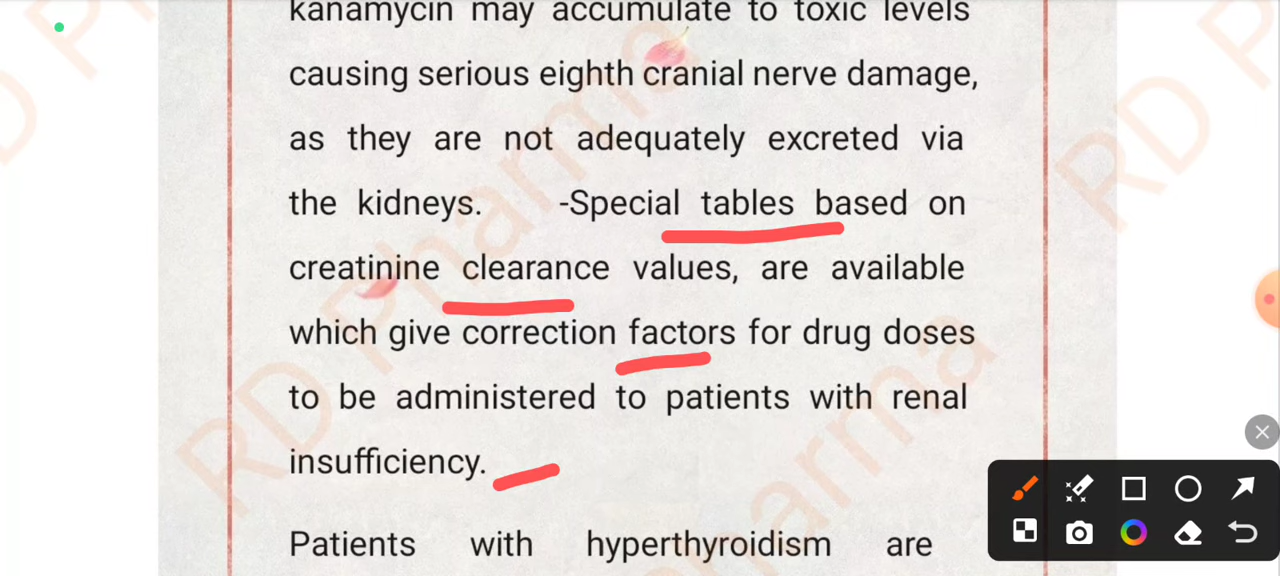 kanamycin may accumulate to toxic levels
causing serious eighth cranial nerve damage,
as they are not adequately excreted via
the kidneys. -Special tables based on
creatinine clearance values, are available
which give correction factors for drug doses
to be administered to patients with renal
insufficiency.
Patients with hyperthyroidism are
RD Pharma